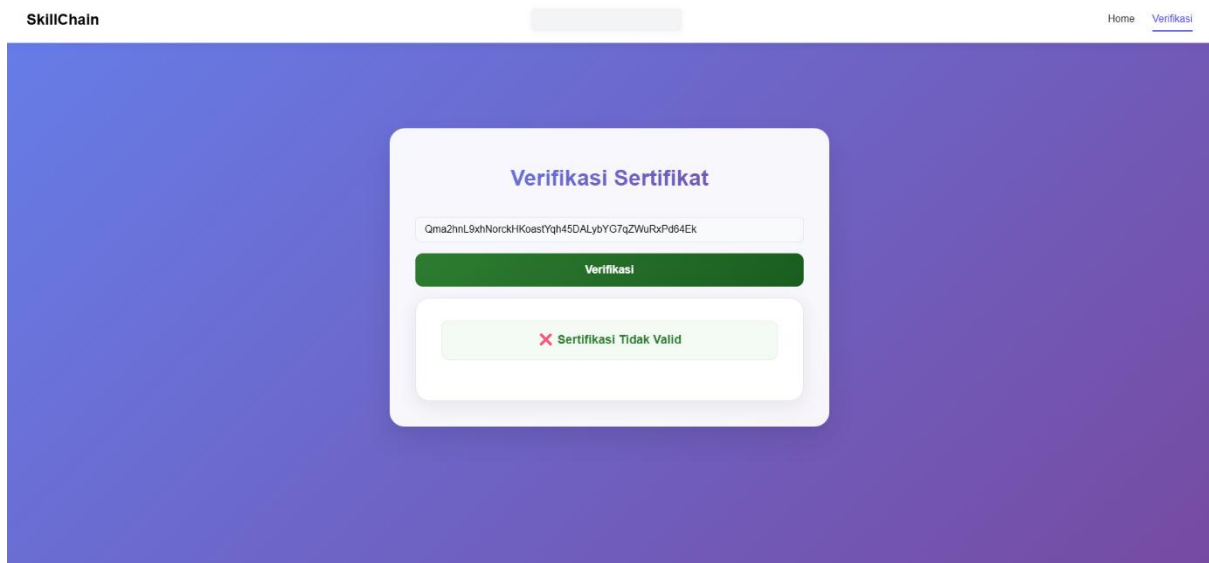 SkillChain
Home Verifikasi
Verifikasi Sertifikat
Qma2hnL9xhNorckHKoastYqh45DALybYG7qZWuRxPd64Ek
Verifikasi
❌ Sertifikasi Tidak Valid